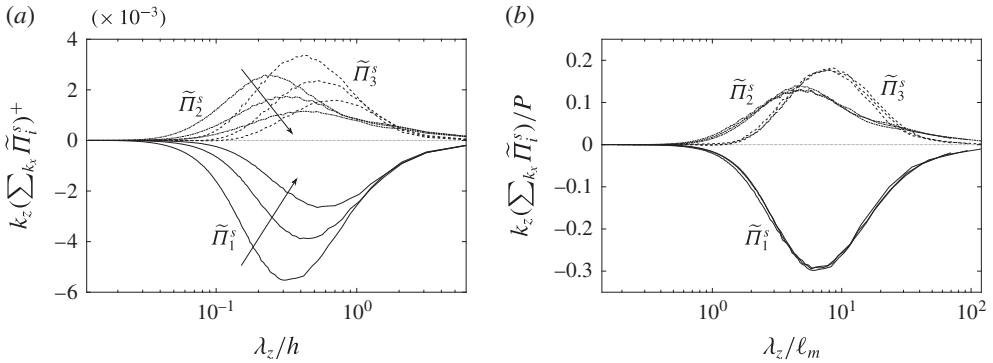 (a)
(× 10⁻³)
4
2
0
−2
−4
−6
10⁻¹
10⁰
λ_z/h
k_z(∑_{k_x} Π̃_i^s)⁺
Π̃_2^s
Π̃_3^s
Π̃_1^s
(b)
0.2
0.1
0
−0.1
−0.2
−0.3
10⁰
10¹
10²
λ_z/ℓ_m
k_z(∑_{k_x} Π̃_i^s)/P
Π̃_2^s
Π̃_3^s
Π̃_1^s